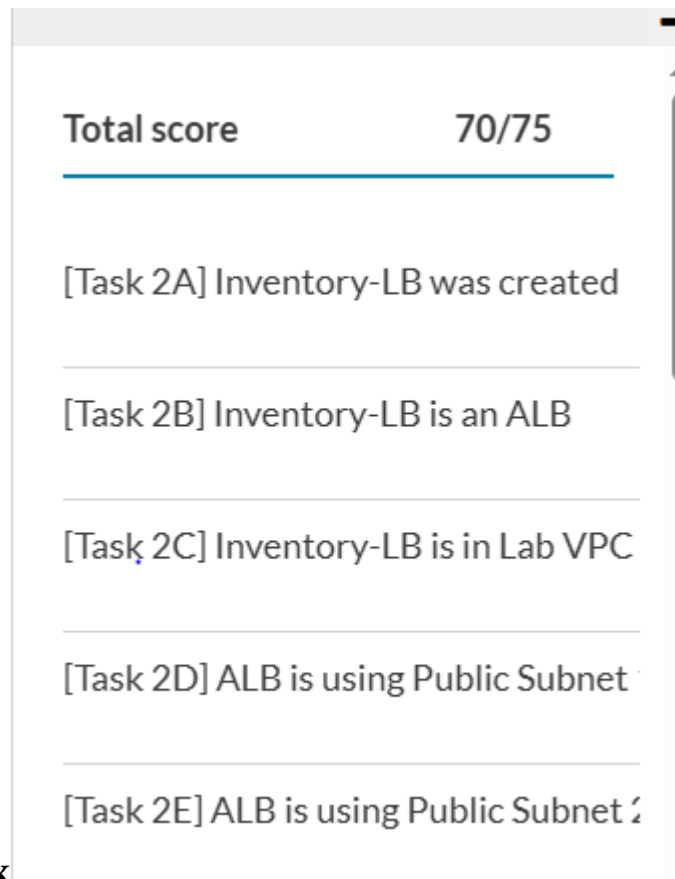 Total score 70/75
[Task 2A] Inventory-LB was created
[Task 2B] Inventory-LB is an ALB
[Task 2C] Inventory-LB is in Lab VPC
[Task 2D] ALB is using Public Subnet
[Task 2E] ALB is using Public Subnet 2
x